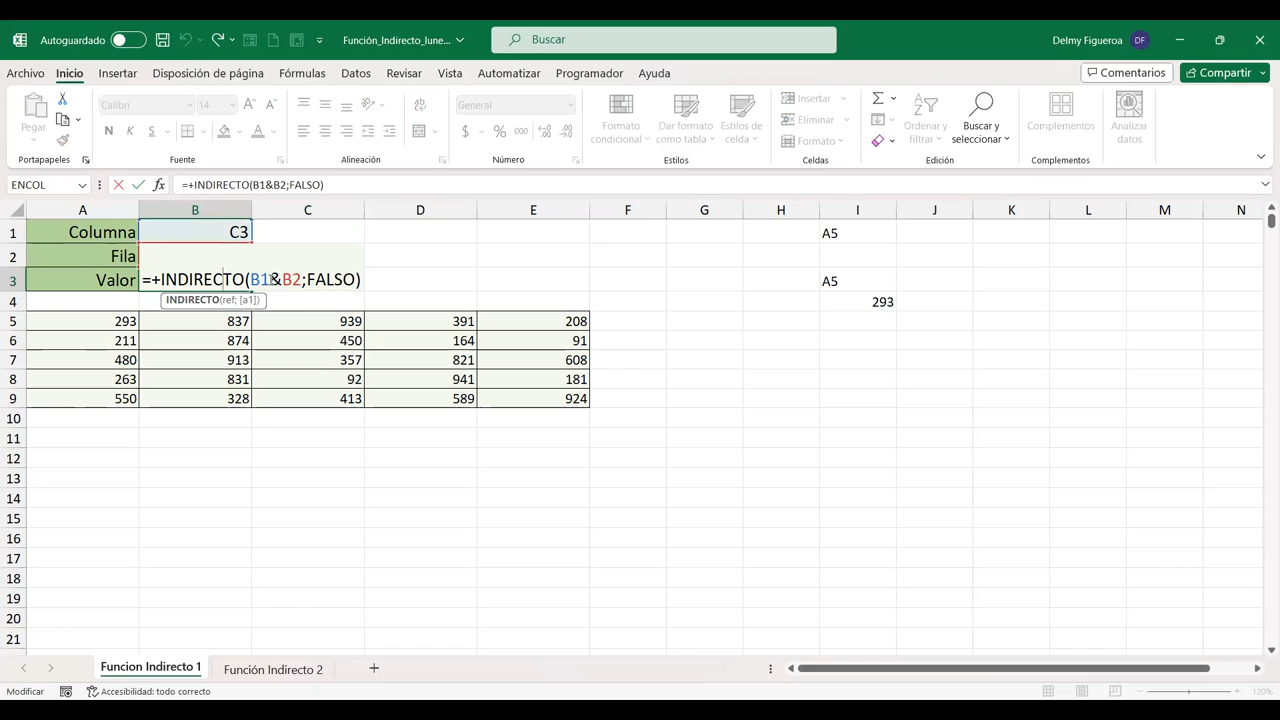 Autoguardado
Función_Indirecto_lune...
Buscar
Delmy Figueroa DF
Archivo Inicio Insertar Disposición de página Fórmulas Datos Revisar Vista Automatizar Programador Ayuda
Comentarios Compartir
Pegar
Portapapeles
Calibri 14
N K S
Fuente
Alineación
General
$ % 000
Número
Formato condicional
Dar formato como tabla
Estilos de celda
Estilos
Insertar
Eliminar
Formato
Celdas
Ordenar y filtrar
Buscar y seleccionar
Edición
Complementos
Complementos
Analizar datos
ENCOL =+INDIRECTO(B1&B2;FALSO)
A B C D E F G H I J K L M N
1 Columna C3 A5
2 Fila
3 Valor =+INDIRECTO(B1&B2;FALSO) A5
INDIRECTO(ref; [a1])
4 293
5 293 837 939 391 208
6 211 874 450 164 91
7 480 913 357 821 608
8 263 831 92 941 181
9 550 328 413 589 924
10
11
12
13
14
15
16
17
18
19
20
21
Funcion Indirecto 1 Función Indirecto 2
Modificar Accesibilidad: todo correcto 120%